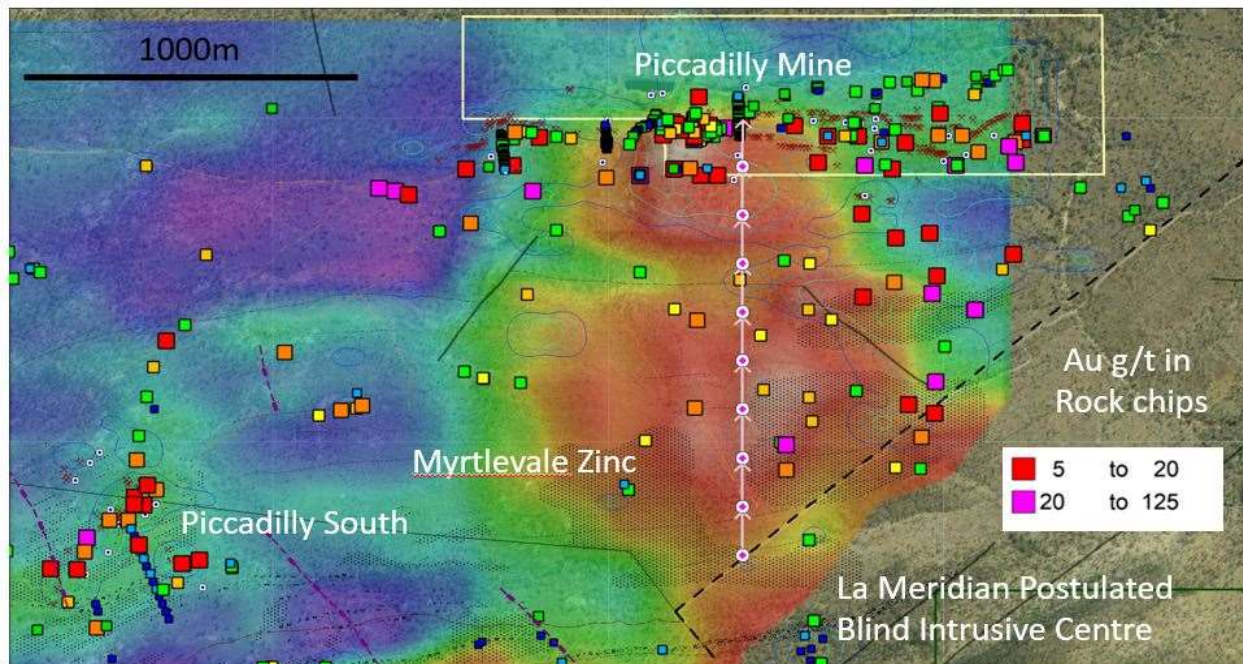 1000m
Piccadilly Mine
Au g/t in
Rock chips
5 to 20
20 to 125
Myrtlevale Zinc
Piccadilly South
La Meridian Postulated
Blind Intrusive Centre